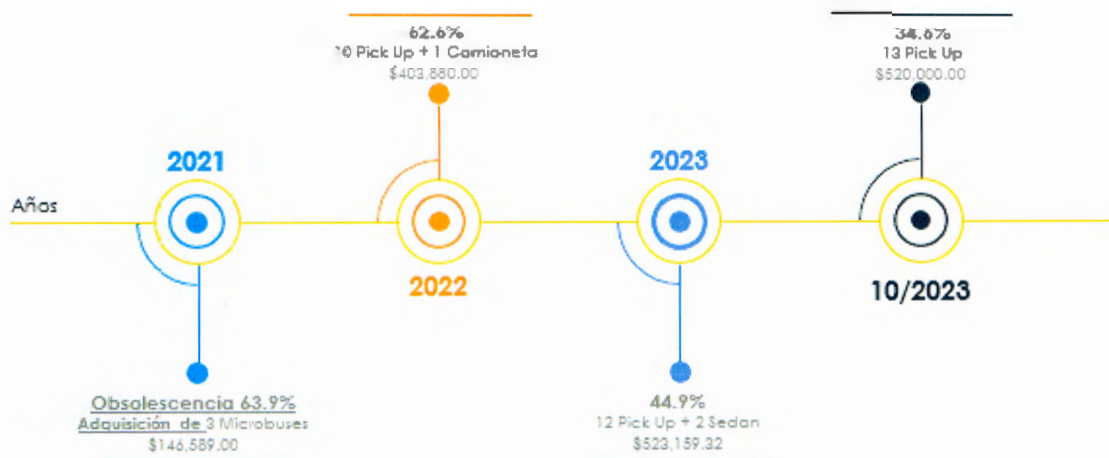 62.6%
10 Pick Up + 1 Camioneta
$403,880.00
34.6%
13 Pick Up
$520,000.00
2021
2023
Años
2022
10/2023
Obsolescencia 63.9%
Adquisición de 3 Microbuses
$146,589.00
44.9%
12 Pick Up + 2 Sedan
$523,159.32